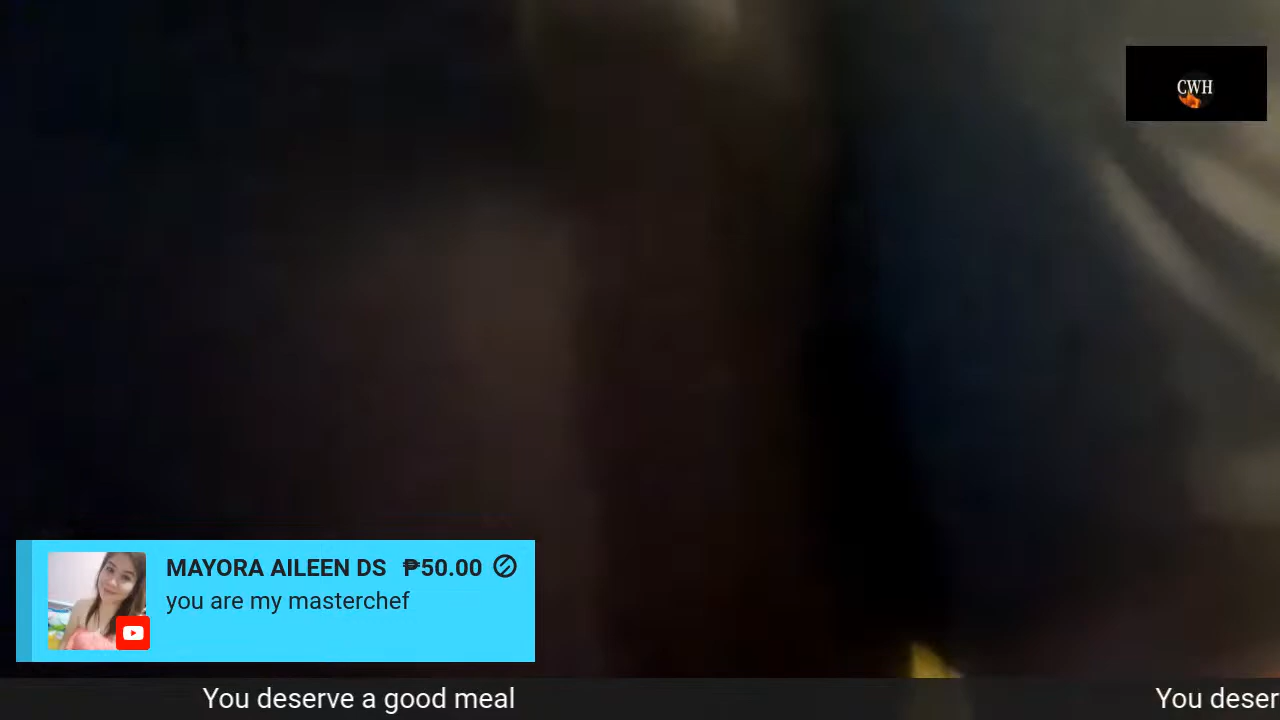 CWH
MAYORA AILEEN DS ₱50.00
you are my masterchef
You deserve a good meal
You deser